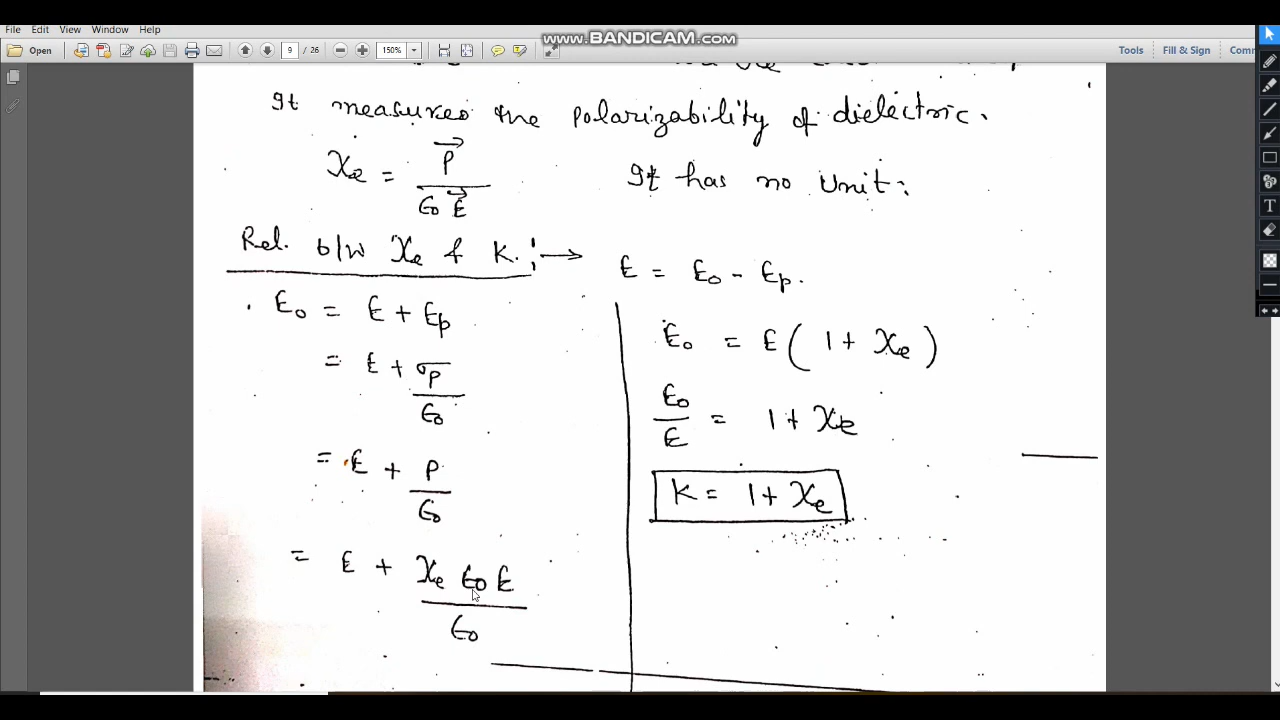 File Edit View Window Help
www.BANDICAM.com
Open 9 / 26 150% Tools Fill & Sign Comm
It measures the polarizability of dielectric.
χe = P⃗ / ϵ0 E⃗
It has no Unit:
Rel. b/w χe & K. :→
E = E0 - Ep.
E0 = E + Ep
= E + σp / ϵ0
= E + P / ϵ0
= E + χe ϵ0 E / ϵ0
E0 = E ( 1 + χe )
E0 / E = 1 + χe
K = 1 + χe